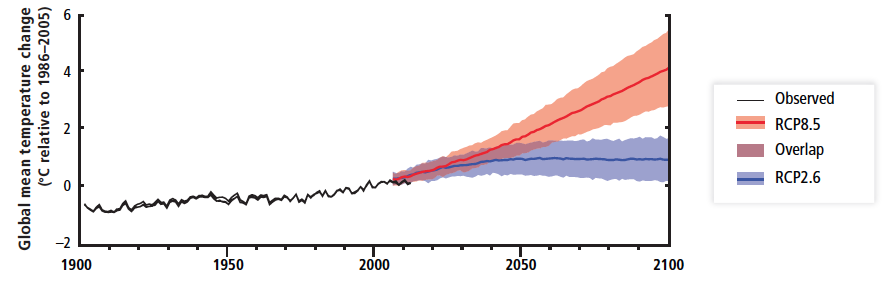 Global mean temperature change
(°C relative to 1986–2005)
6
4
2
0
–2
1900
1950
2000
2050
2100
Observed
RCP8.5
Overlap
RCP2.6